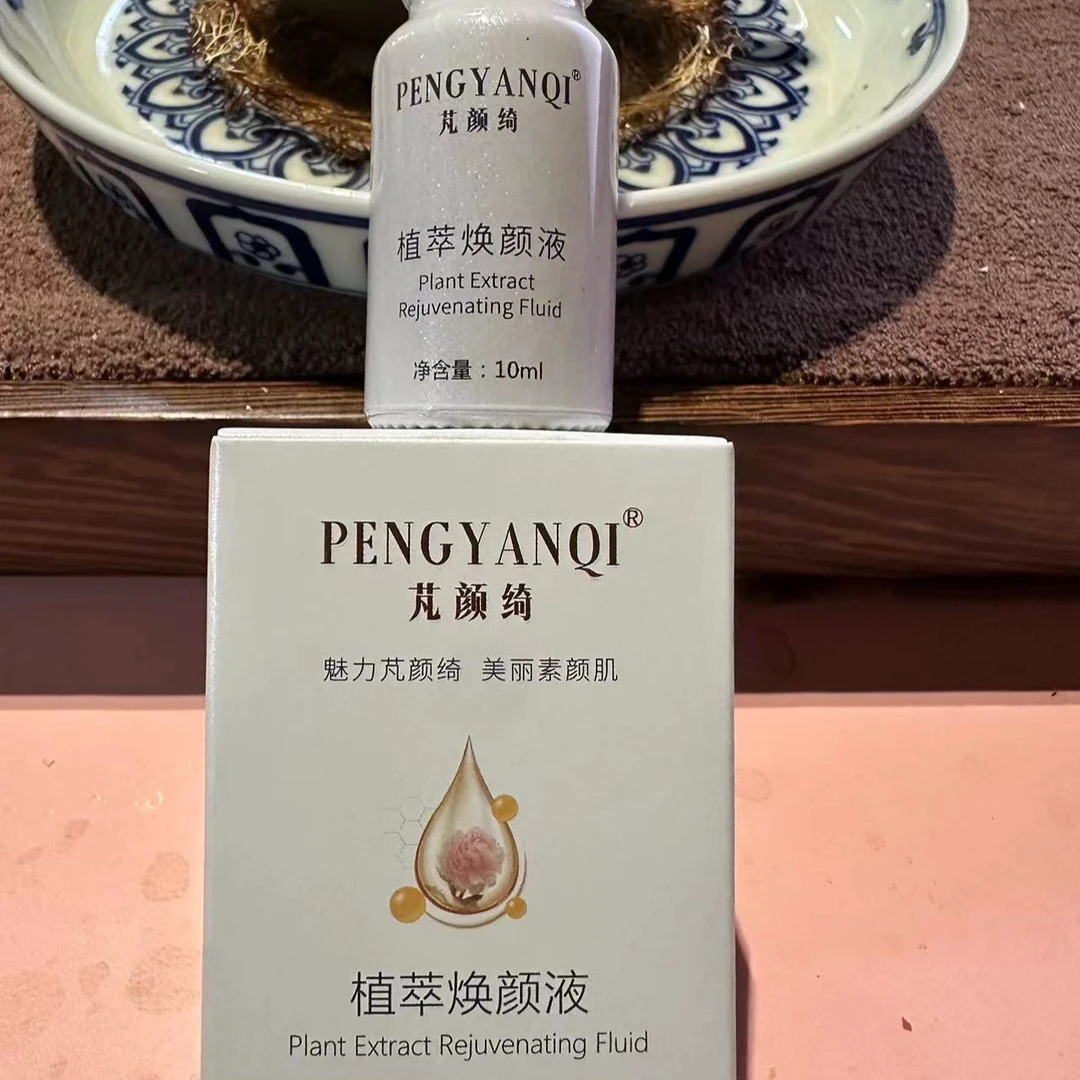 PENGYANQI®
芃颜绮
植萃焕颜液
Plant Extract
Rejuvenating Fluid
净含量：10ml
PENGYANQI®
芃颜绮
魅力芃颜绮 美丽素颜肌
植萃焕颜液
Plant Extract Rejuvenating Fluid